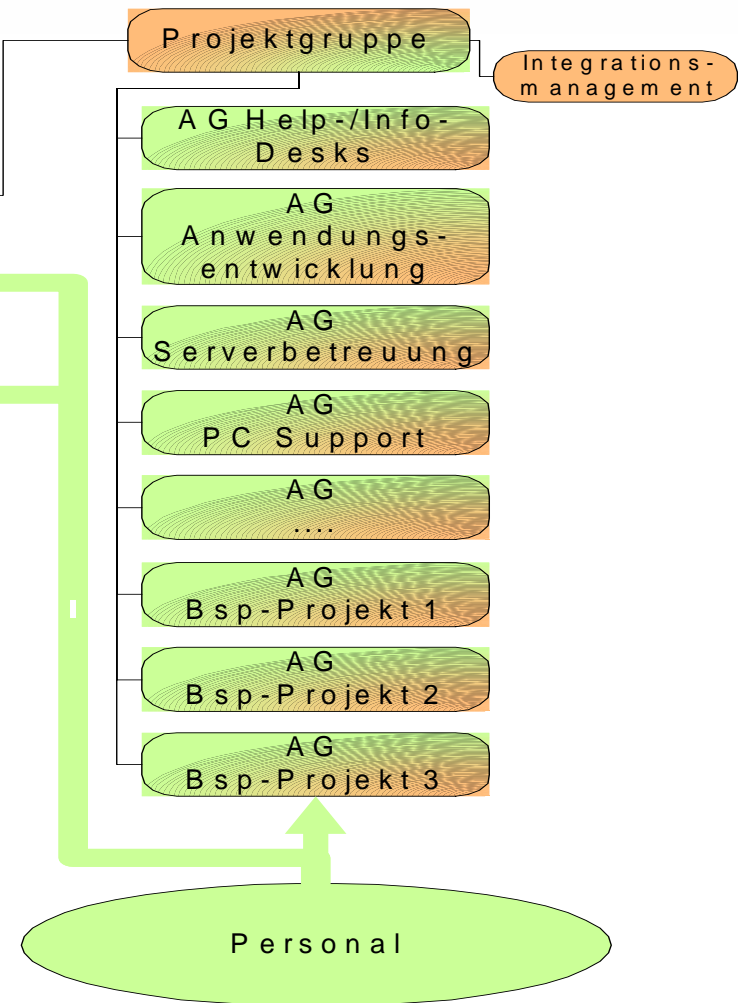 Projektgruppe
Integrations-
management
AG Help-/Info-
Desks
AG
Anwendungs-
entwicklung
AG
Serverbetreuung
AG
PC Support
AG
....
AG
Bsp-Projekt 1
AG
Bsp-Projekt 2
AG
Bsp-Projekt 3
Personal